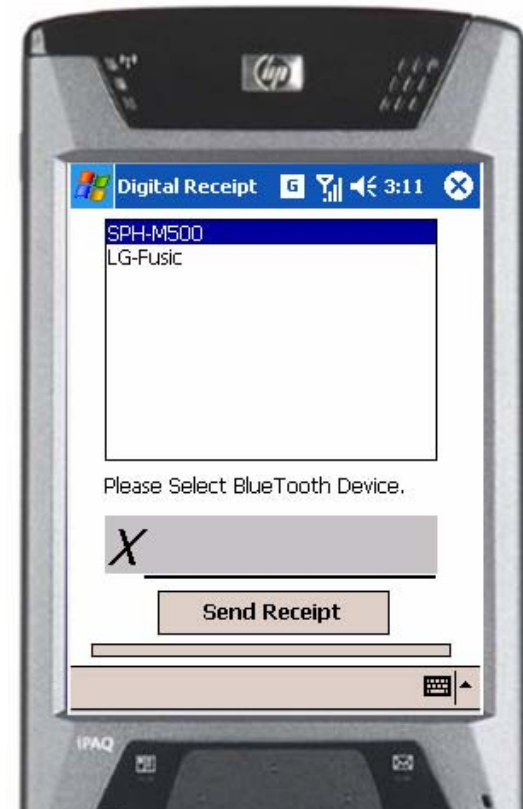 hp
Digital Receipt G 3:11
SPH-M500
LG-Fusic
Please Select BlueTooth Device.
X
Send Receipt
iPAQ